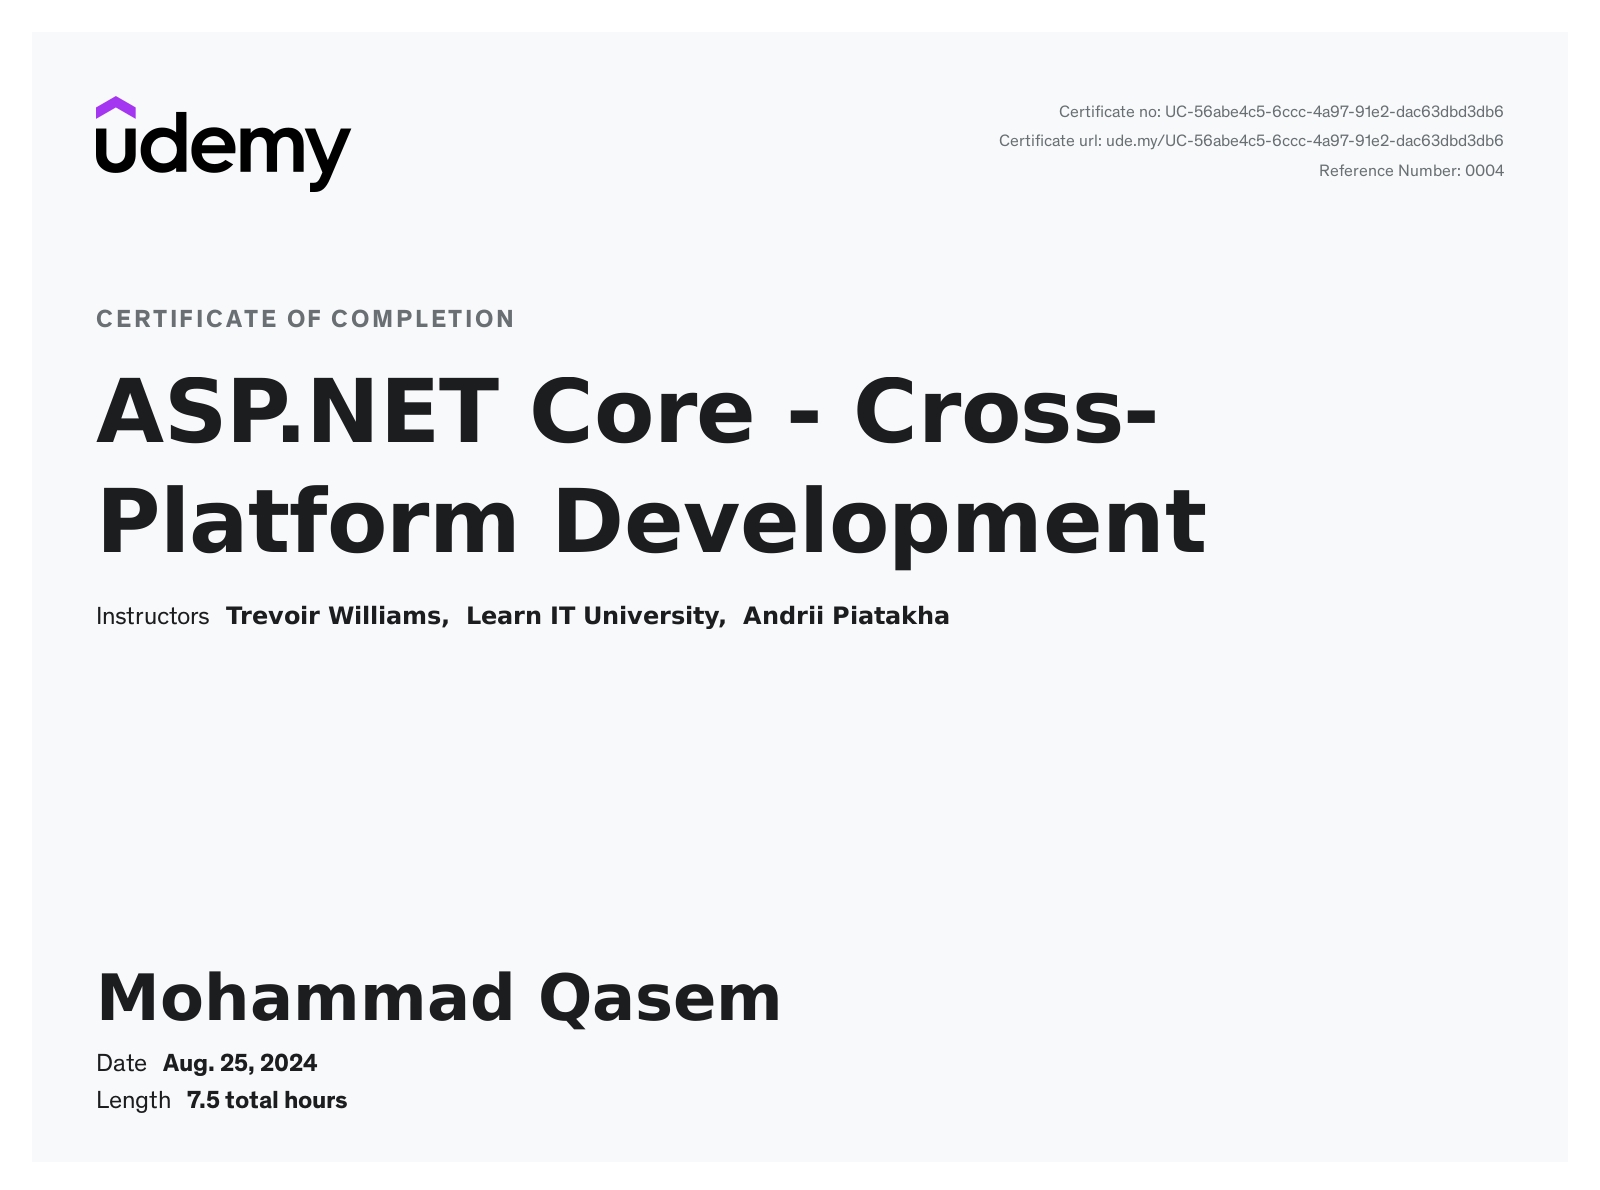 udemy
Certificate no: UC-56abe4c5-6ccc-4a97-91e2-dac63dbd3db6
Certificate url: ude.my/UC-56abe4c5-6ccc-4a97-91e2-dac63dbd3db6
Reference Number: 0004
CERTIFICATE OF COMPLETION
ASP.NET Core - Cross-
Platform Development
Instructors Trevoir Williams, Learn IT University, Andrii Piatakha
Mohammad Qasem
Date Aug. 25, 2024
Length 7.5 total hours